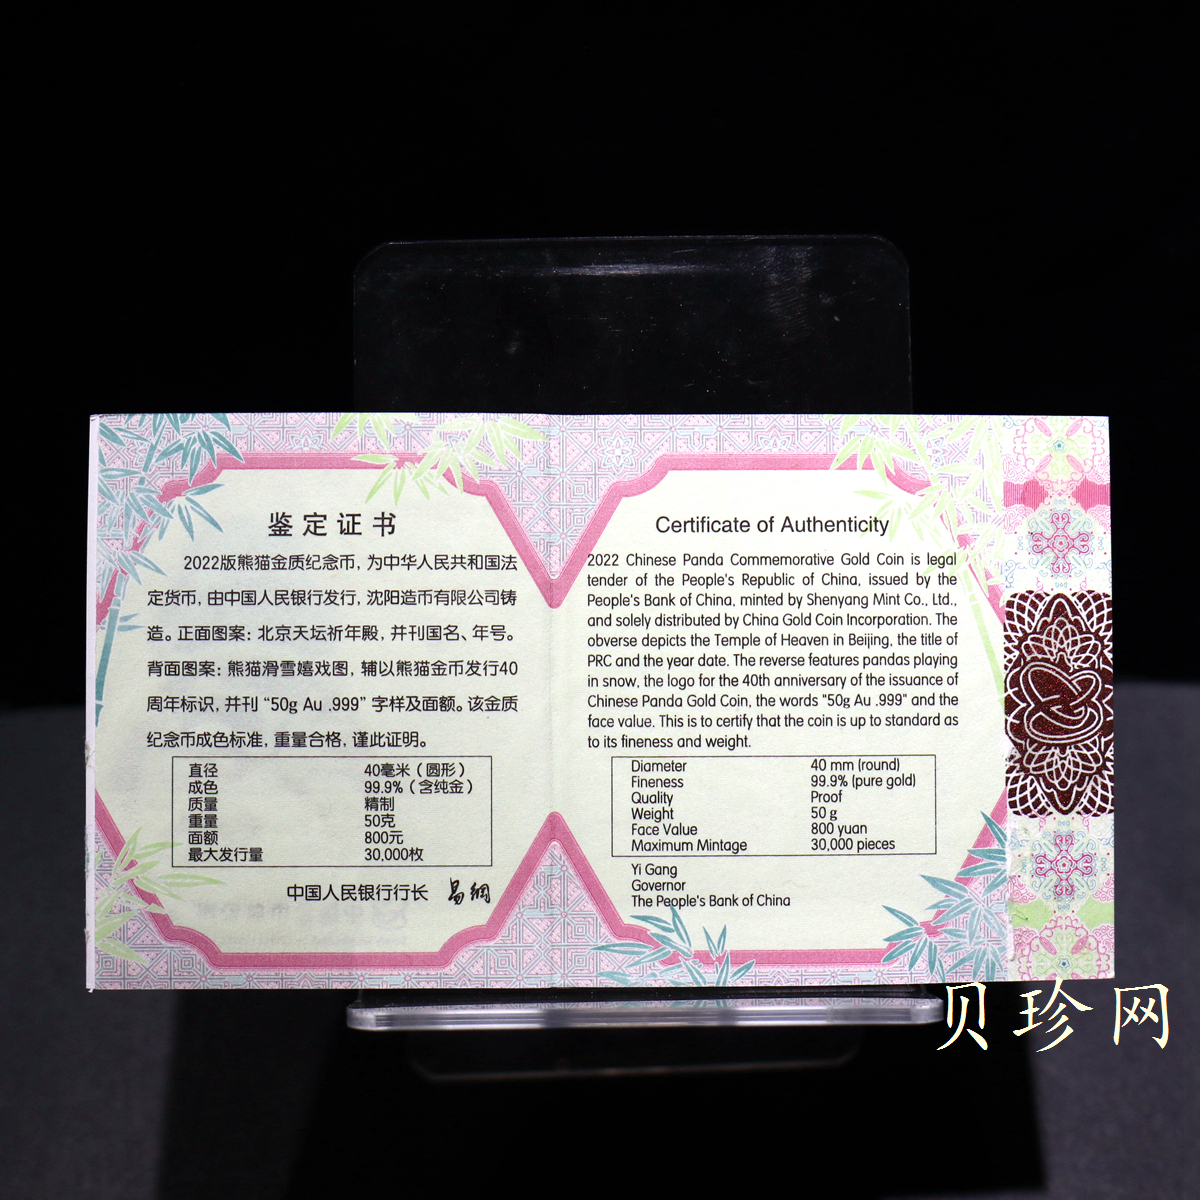 鉴定证书
2022版熊猫金质纪念币，为中华人民共和国法
定货币，由中国人民银行发行，沈阳造币有限公司铸
造。正面图案：北京天坛祈年殿，并刊国名、年号。
背面图案：熊猫滑雪嬉戏图，辅以熊猫金币发行40
周年标识，并刊“50g Au .999”字样及面额。该金质
纪念币成色标准，重量合格，谨此证明。
直径 40毫米（圆形）
成色 99.9%（含纯金）
质量 精制
重量 50克
面额 800元
最大发行量 30,000枚
中国人民银行行长 易纲
Certificate of Authenticity
2022 Chinese Panda Commemorative Gold Coin is legal
tender of the People's Republic of China, issued by the
People's Bank of China, minted by Shenyang Mint Co., Ltd.,
and solely distributed by China Gold Coin Incorporation. The
obverse depicts the Temple of Heaven in Beijing, the title of
PRC and the year date. The reverse features pandas playing
in snow, the logo for the 40th anniversary of the issuance of
Chinese Panda Gold Coin, the words "50g Au .999" and the
face value. This is to certify that the coin is up to standard as
to its fineness and weight.
Diameter 40 mm (round)
Fineness 99.9% (pure gold)
Quality Proof
Weight 50 g
Face Value 800 yuan
Maximum Mintage 30,000 pieces
Yi Gang
Governor
The People's Bank of China
贝珍网